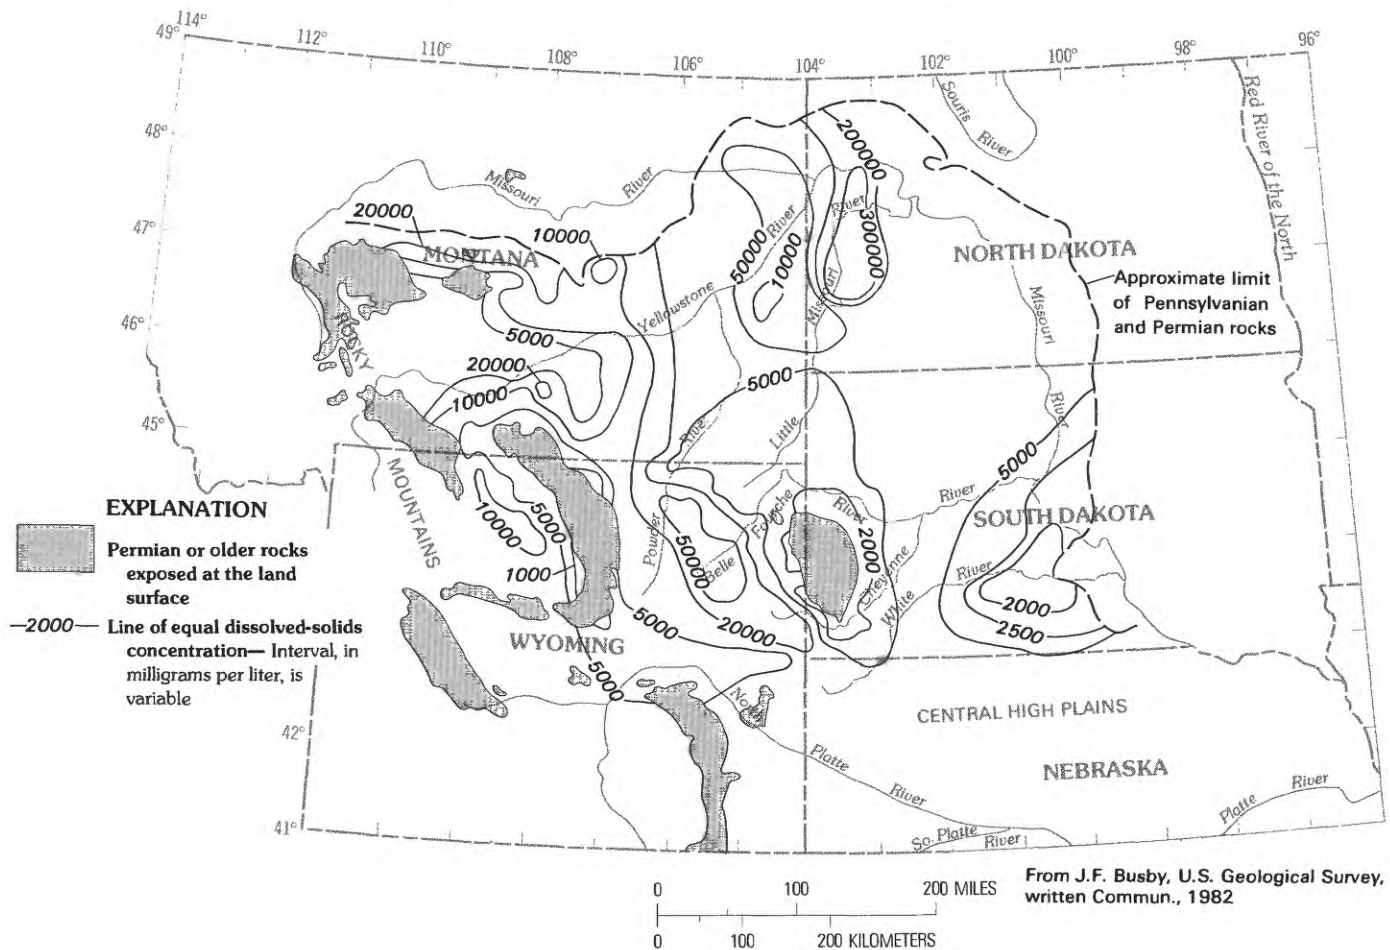 114°
49°
112°
110°
108°
106°
104°
102°
100°
98°
96°
48°
47°
46°
45°
42°
41°
Souris
River
Red River of the North
Missouri
River
200000
River
River
300000
20000
10000
MONTANA
50000
10000
Missouri
NORTH DAKOTA
Approximate limit
of Pennsylvanian
and Permian rocks
Missouri
River
Yellowstone
ROCKY
5000
20000
10000
5000
Little
5000
River
MOUNTAINS
River
SOUTH DAKOTA
10000
5000
1000
Powder
50000
Belle
Fourche
River
2000
Cheyenne
White
River
2000
2500
EXPLANATION
Permian or older rocks
exposed at the land
surface
—2000— Line of equal dissolved-solids
concentration— Interval, in
milligrams per liter, is
variable
WYOMING
5000
20000
5000
North
Platte
River
CENTRAL HIGH PLAINS
NEBRASKA
Platte
River
So. Platte
River
0 100 200 MILES
0 100 200 KILOMETERS
From J.F. Busby, U.S. Geological Survey,
written Commun., 1982